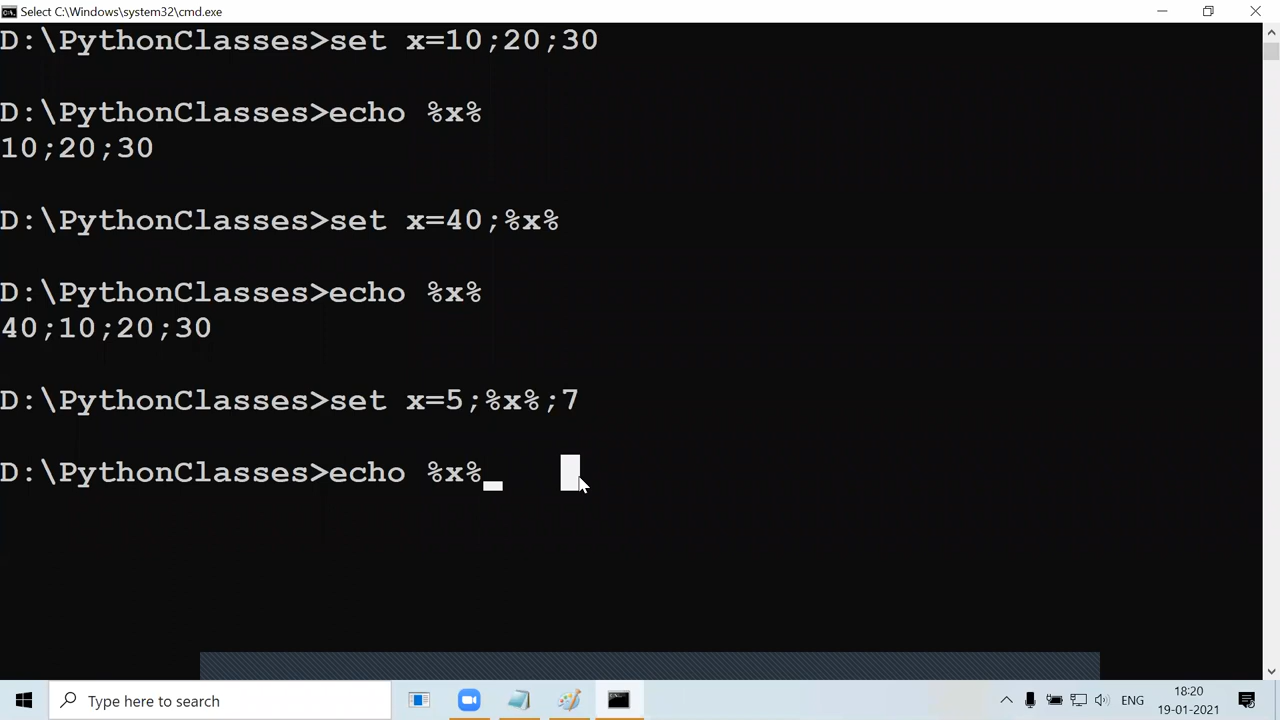 Select C:\Windows\system32\cmd.exe
D:\PythonClasses>set x=10;20;30
D:\PythonClasses>echo %x%
10;20;30
D:\PythonClasses>set x=40;%x%
D:\PythonClasses>echo %x%
40;10;20;30
D:\PythonClasses>set x=5;%x%;7
D:\PythonClasses>echo %x%
Type here to search
ENG
18:20
19-01-2021